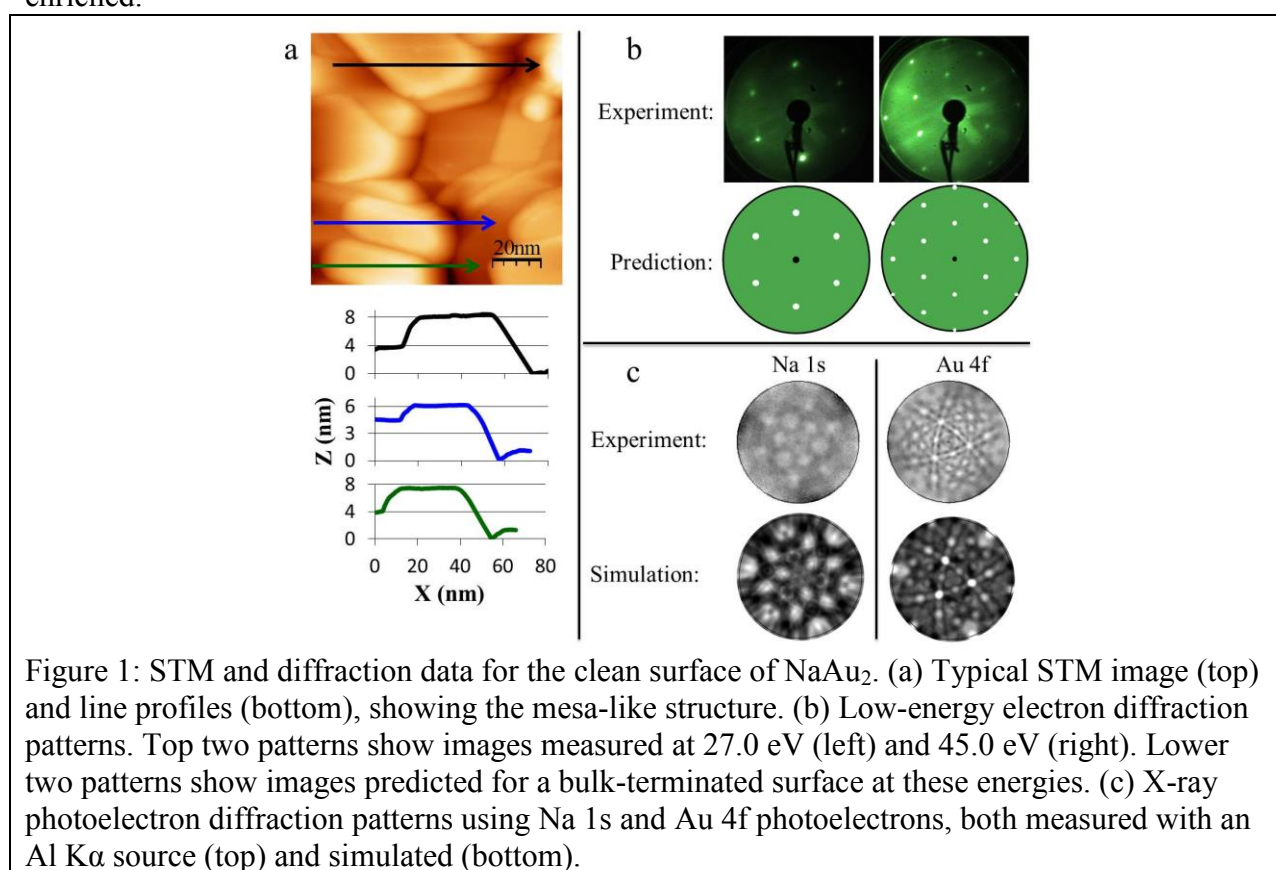 enriched.
a
20nm
8
4
0
6
3
0
8
4
0
0 20 40 60 80
Z (nm)
X (nm)
b
Experiment:
Prediction:
c
Na 1s Au 4f
Experiment:
Simulation:
Figure 1: STM and diffraction data for the clean surface of NaAu₂. (a) Typical STM image (top)
and line profiles (bottom), showing the mesa-like structure. (b) Low-energy electron diffraction
patterns. Top two patterns show images measured at 27.0 eV (left) and 45.0 eV (right). Lower
two patterns show images predicted for a bulk-terminated surface at these energies. (c) X-ray
photoelectron diffraction patterns using Na 1s and Au 4f photoelectrons, both measured with an
Al Kα source (top) and simulated (bottom).